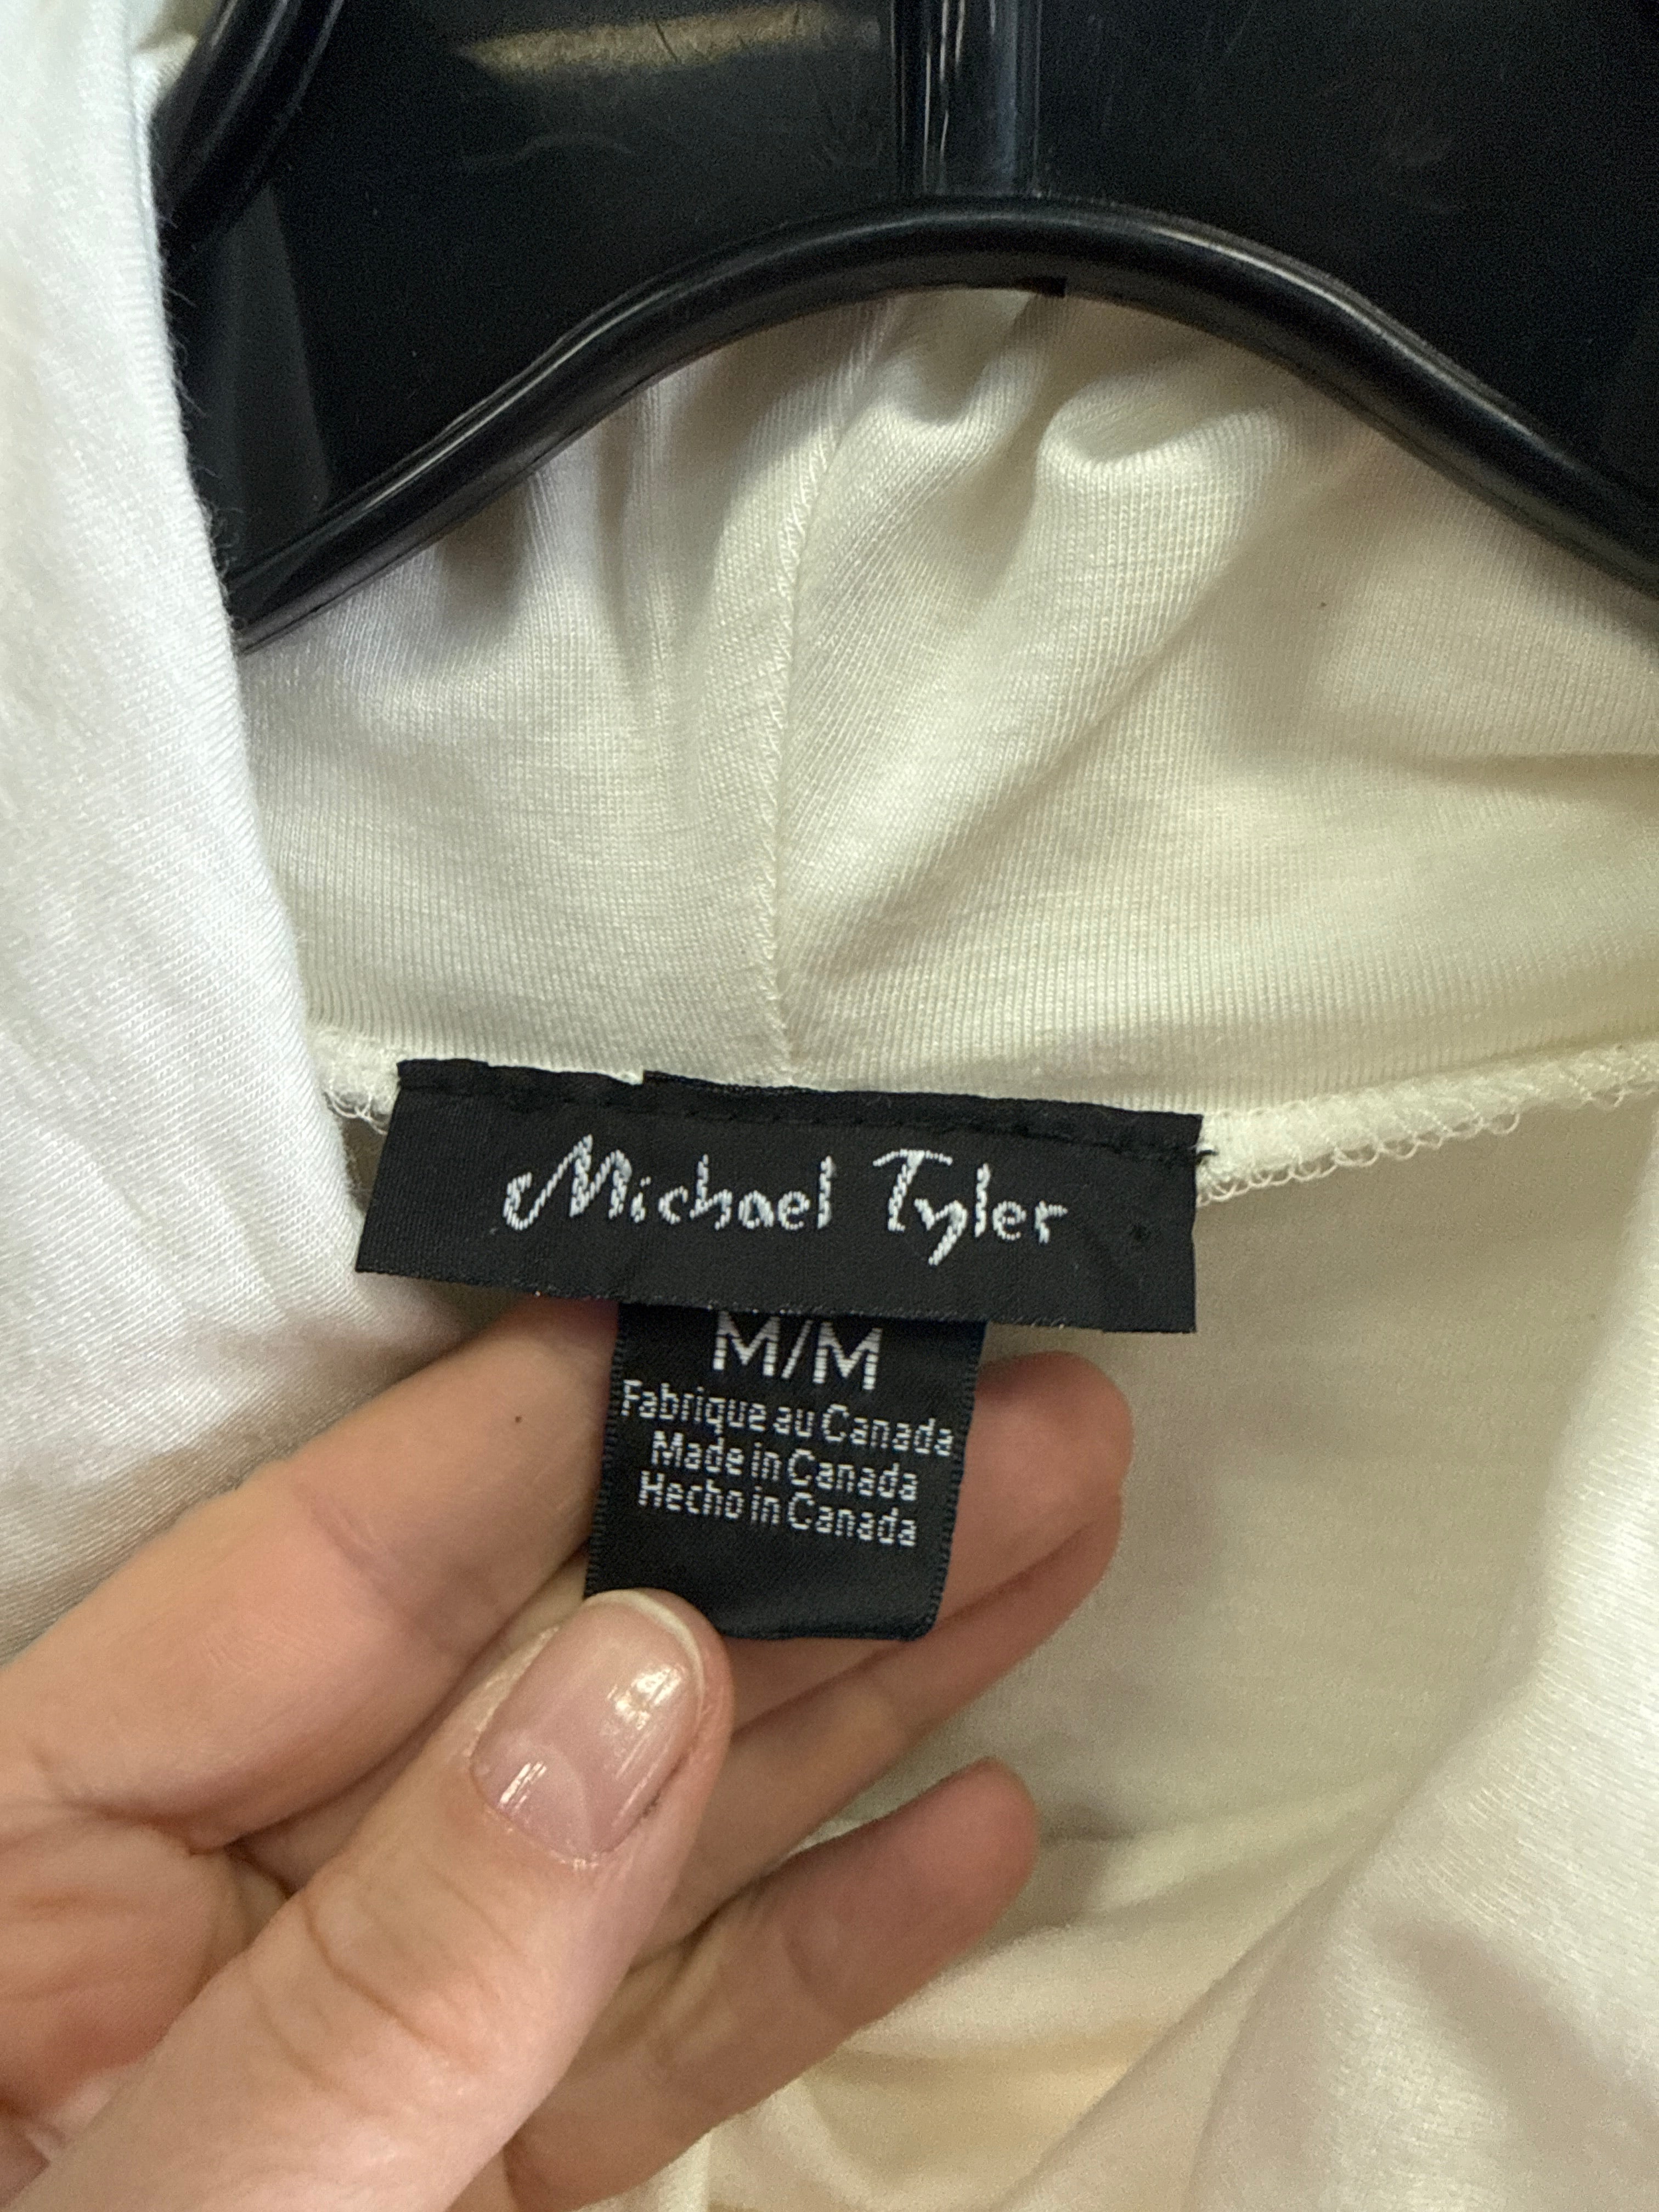 Michael Tyler
M/M
Fabrique au Canada
Made in Canada
Hecho in Canada